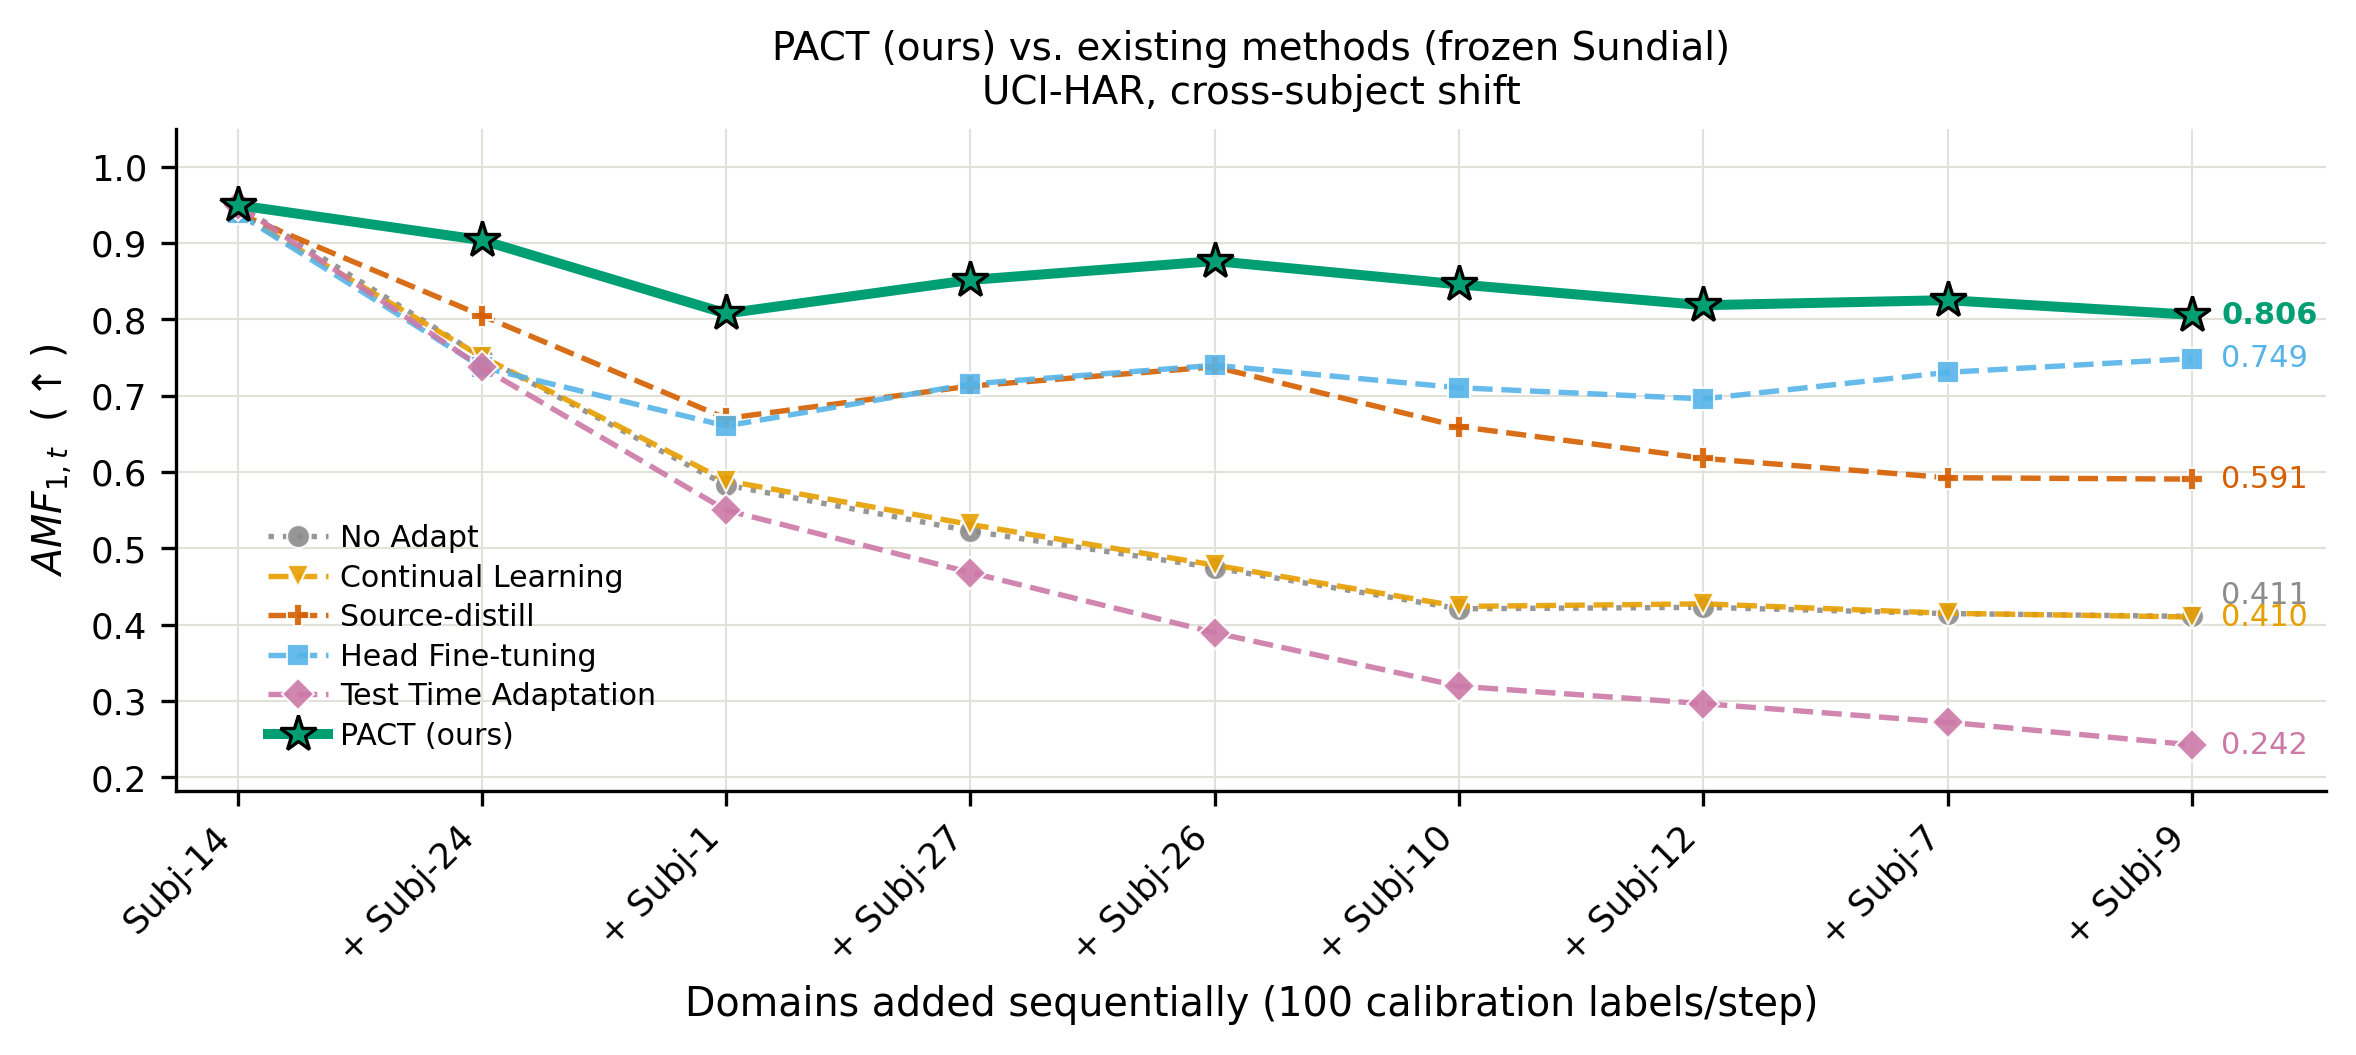 PACT (ours) vs. existing methods (frozen Sundial)
UCI-HAR, cross-subject shift
AMF₁,ₜ (↑)
1.0
0.9
0.8
0.7
0.6
0.5
0.4
0.3
0.2
No Adapt
Continual Learning
Source-distill
Head Fine-tuning
Test Time Adaptation
PACT (ours)
0.806
0.749
0.591
0.411
0.410
0.242
Subj-14
+ Subj-24
+ Subj-1
+ Subj-27
+ Subj-26
+ Subj-10
+ Subj-12
+ Subj-7
+ Subj-9
Domains added sequentially (100 calibration labels/step)